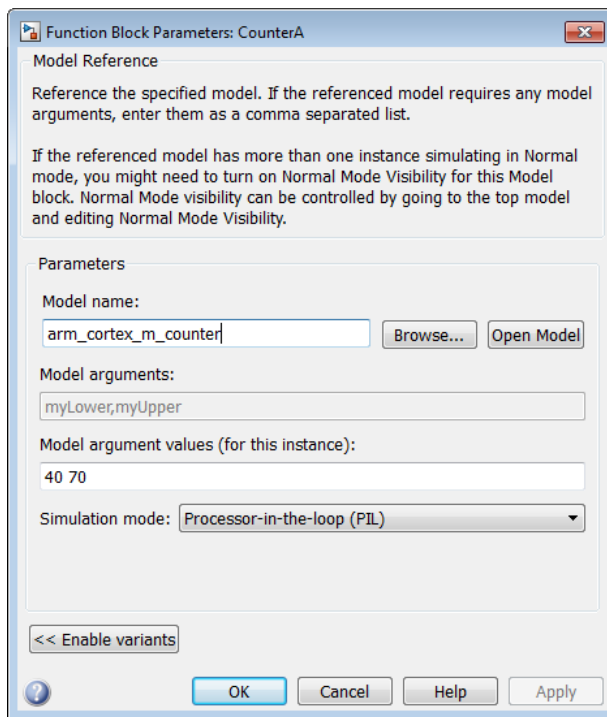 Function Block Parameters: CounterA
Model Reference
Reference the specified model. If the referenced model requires any model
arguments, enter them as a comma separated list.
If the referenced model has more than one instance simulating in Normal
mode, you might need to turn on Normal Mode Visibility for this Model
block. Normal Mode visibility can be controlled by going to the top model
and editing Normal Mode Visibility.
Parameters
Model name:
arm_cortex_m_counter
Browse... Open Model
Model arguments:
myLower,myUpper
Model argument values (for this instance):
40 70
Simulation mode: Processor-in-the-loop (PIL)
<< Enable variants
? OK Cancel Help Apply